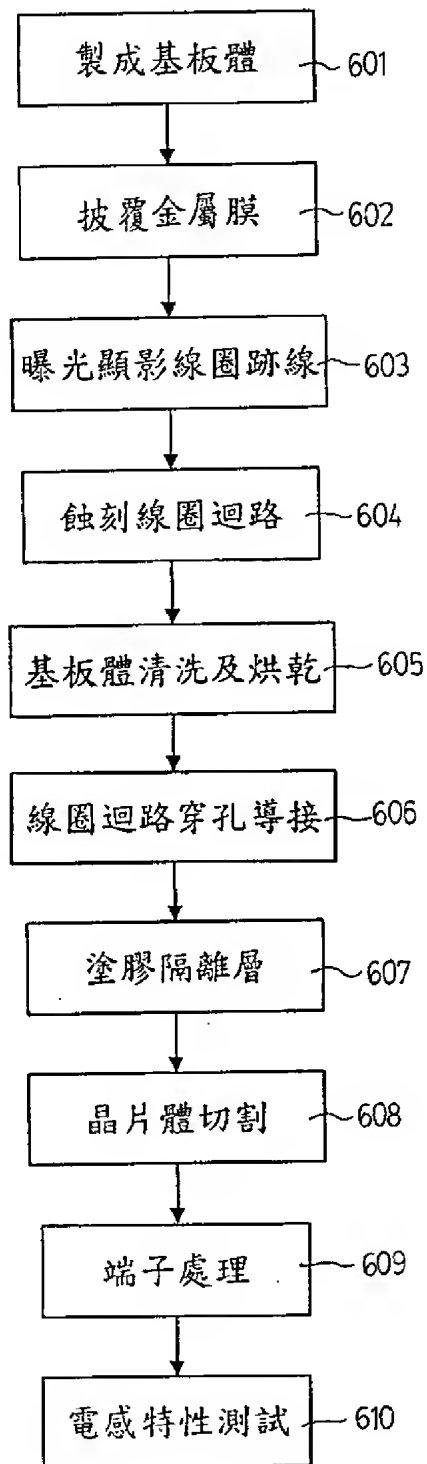 製成基板體 601
披覆金屬膜 602
曝光顯影線圈跡線 603
蝕刻線圈迴路 604
基板體清洗及烘乾 605
線圈迴路穿孔導接 606
塗膠隔離層 607
晶片體切割 608
端子處理 609
電感特性測試 610